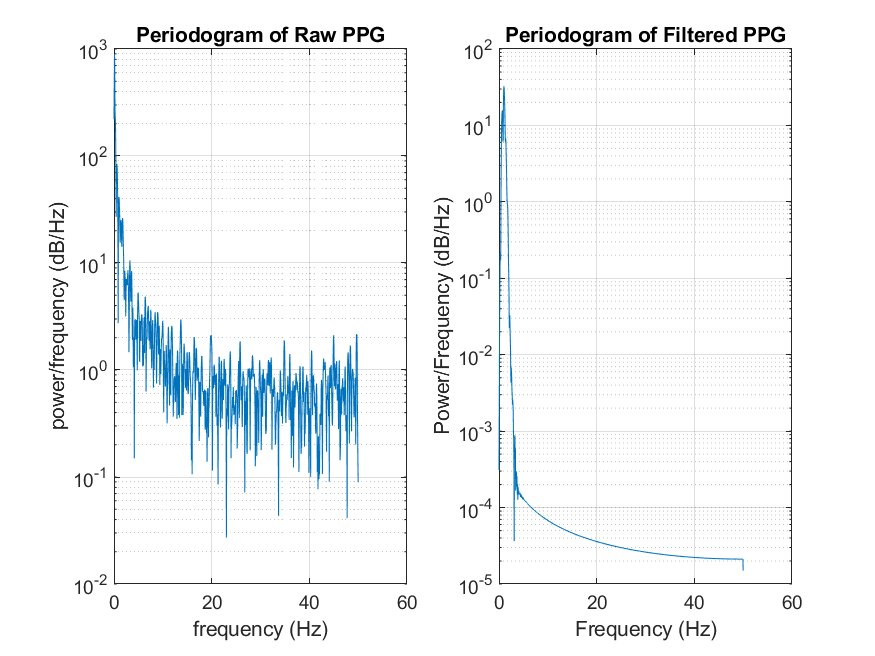 Periodogram of Raw PPG
10^3
10^2
10^1
10^0
10^-1
10^-2
power/frequency (dB/Hz)
0 20 40 60
frequency (Hz)
Periodogram of Filtered PPG
10^2
10^1
10^0
10^-1
10^-2
10^-3
10^-4
10^-5
Power/Frequency (dB/Hz)
0 20 40 60
Frequency (Hz)